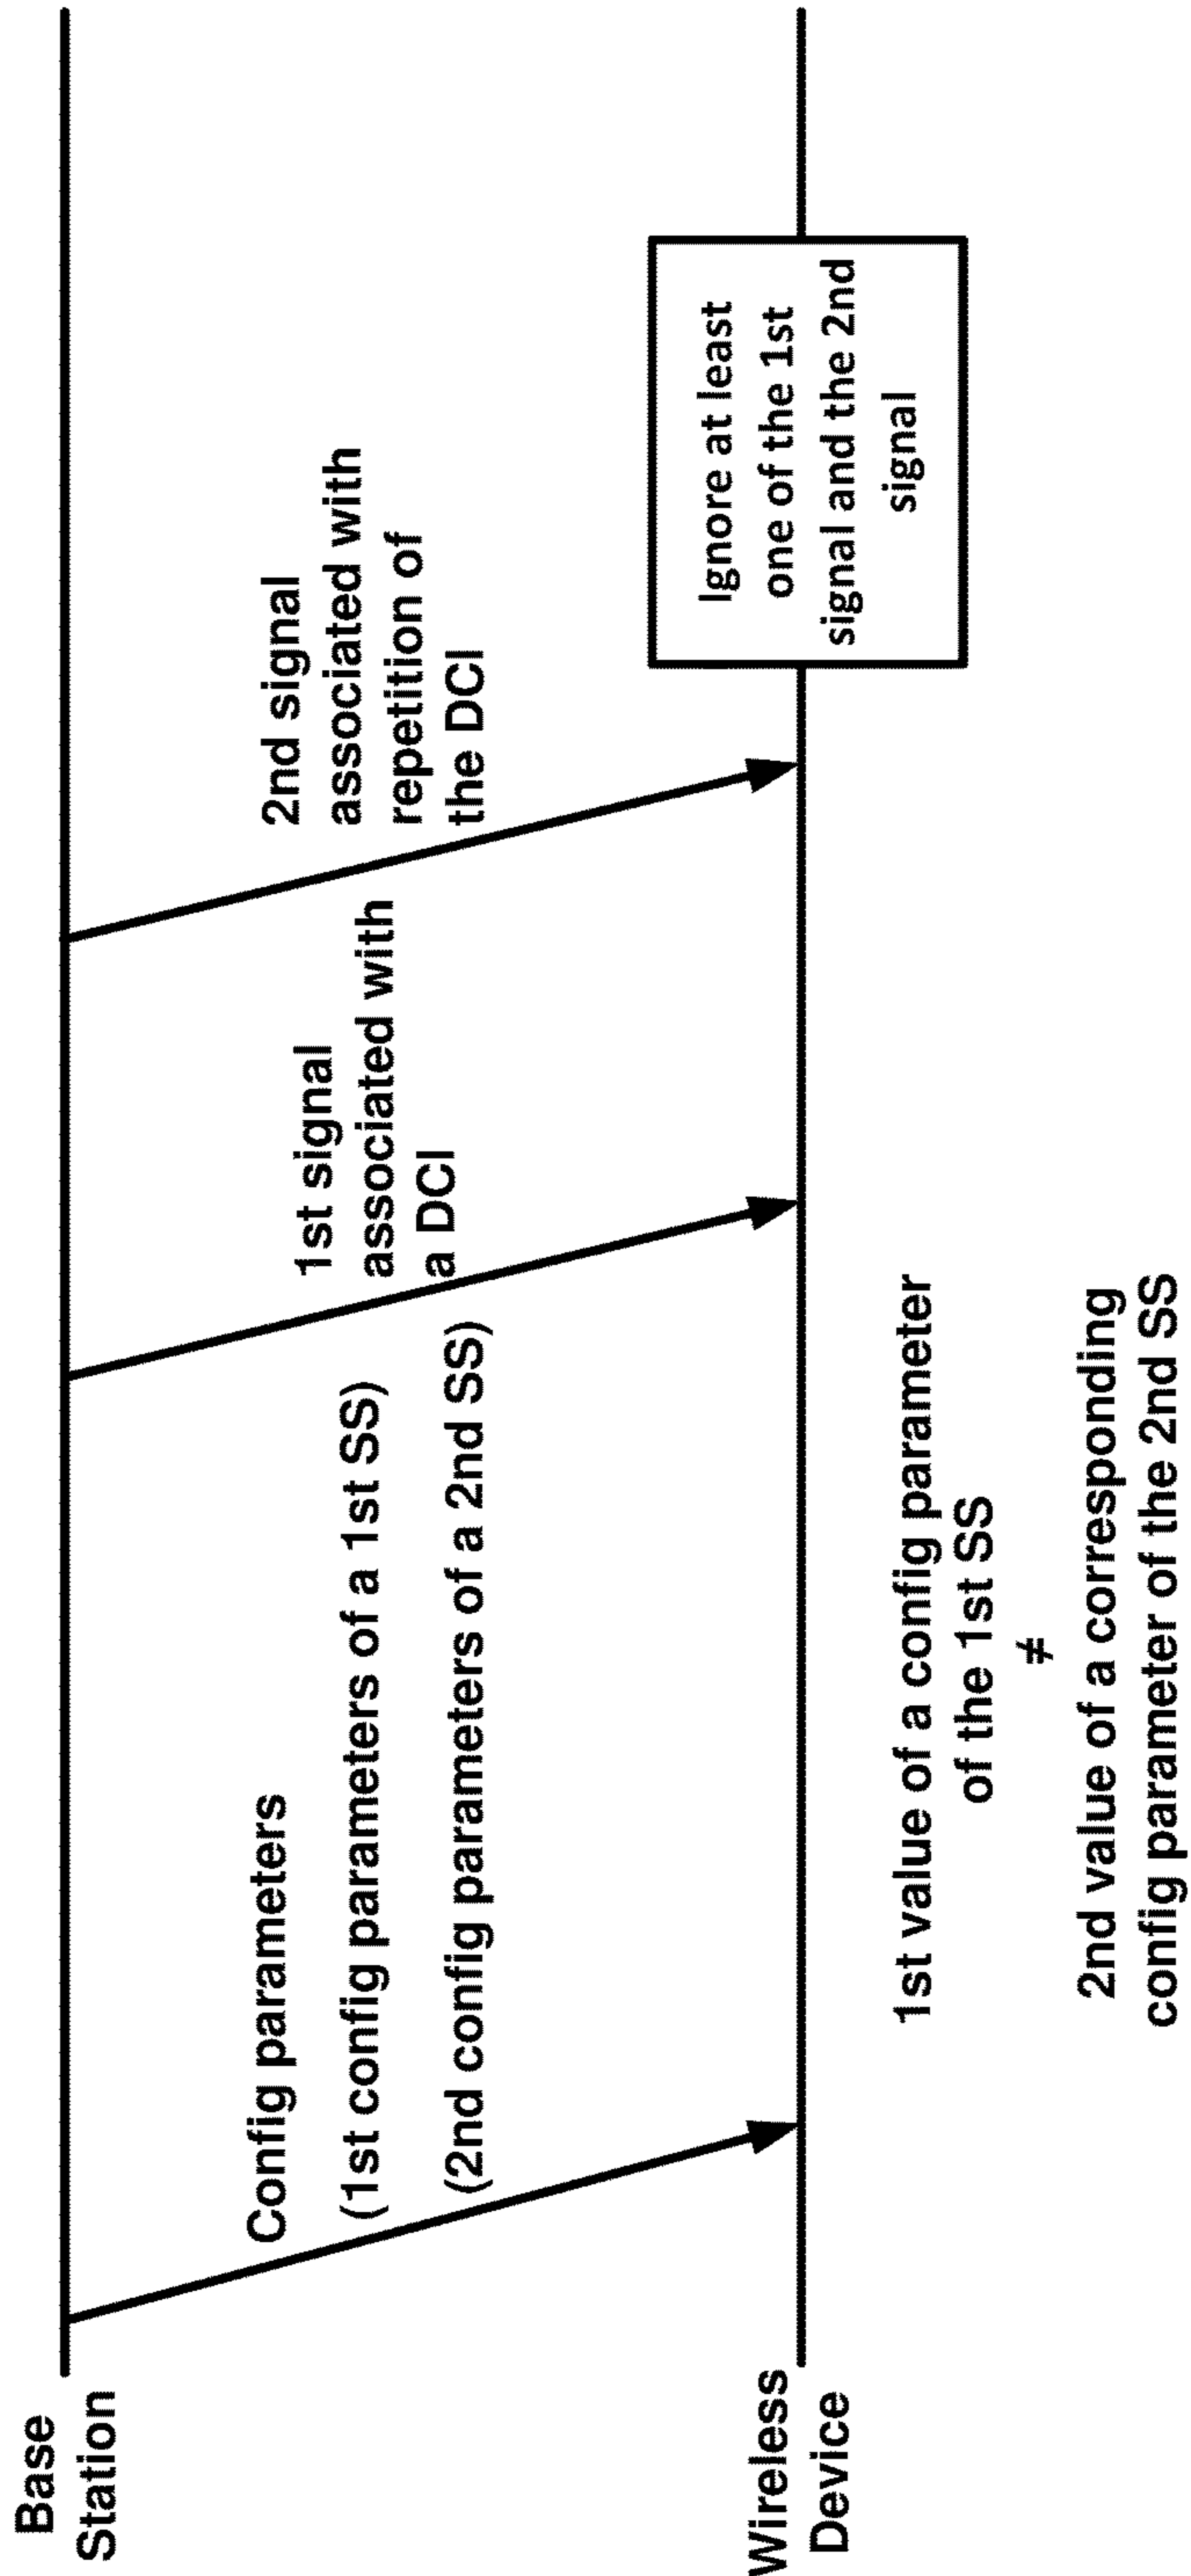 Base
Station
Config parameters
(1st config parameters of a 1st SS)
(2nd config parameters of a 2nd SS)
1st signal
associated with
a DCI
2nd signal
associated with
repetition of
the DCI
Wireless
Device
Ignore at least
one of the 1st
signal and the 2nd
signal
1st value of a config parameter
of the 1st SS
≠
2nd value of a corresponding
config parameter of the 2nd SS